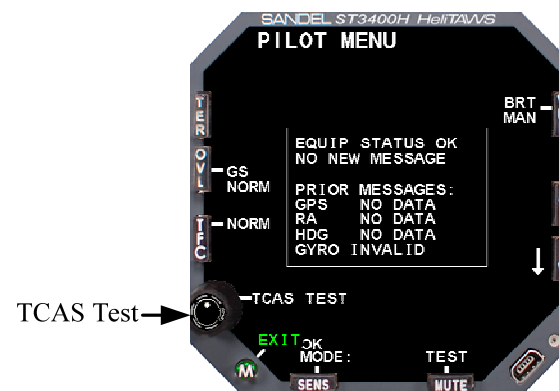 SANDEL ST3400H HeliTAWS
PILOT MENU
TER
BRT
MAN
EQUIP STATUS OK
NO NEW MESSAGE
OVL
GS
NORM
PRIOR MESSAGES:
GPS NO DATA
RA NO DATA
HDG NO DATA
GYRO INVALID
TFC
NORM
TCAS TEST
TCAS Test
EXIT
OK
MODE:
TEST
M
SENS
MUTE